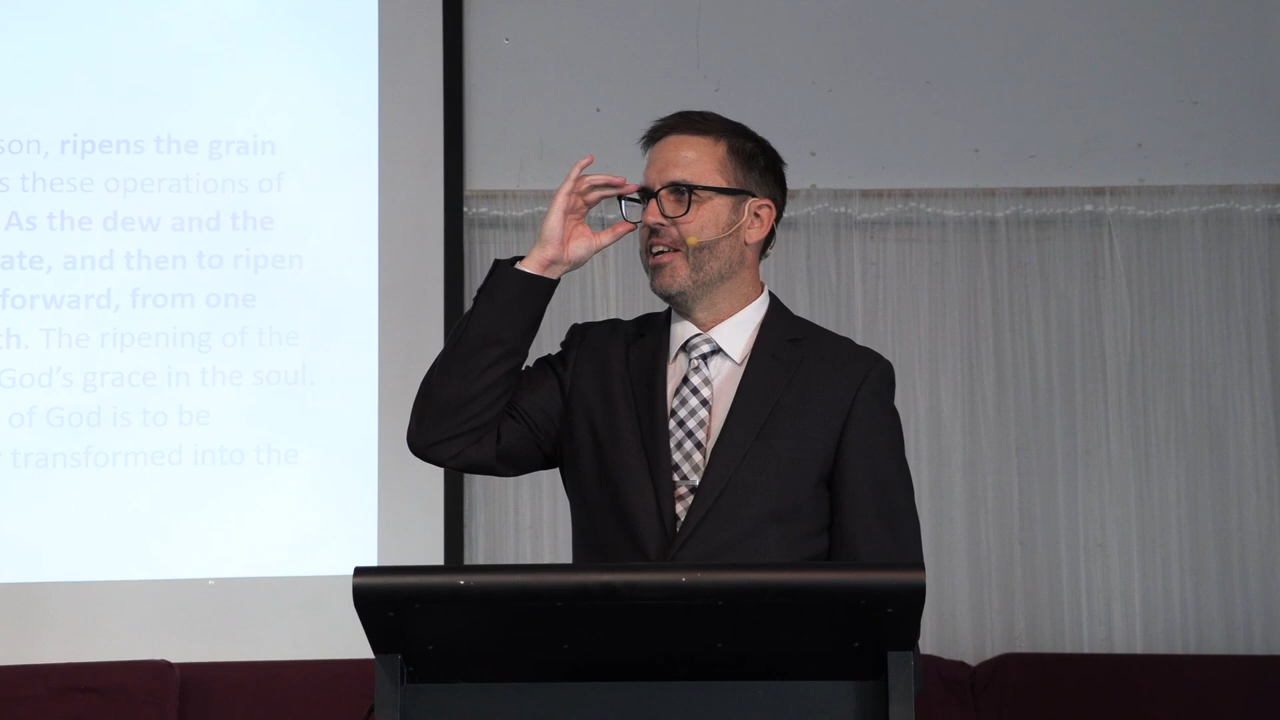 son, ripens the grain
s these operations of
As the dew and the
ate, and then to ripen
forward, from one
ch. The ripening of the
God's grace in the soul.
of God is to be
transformed into the